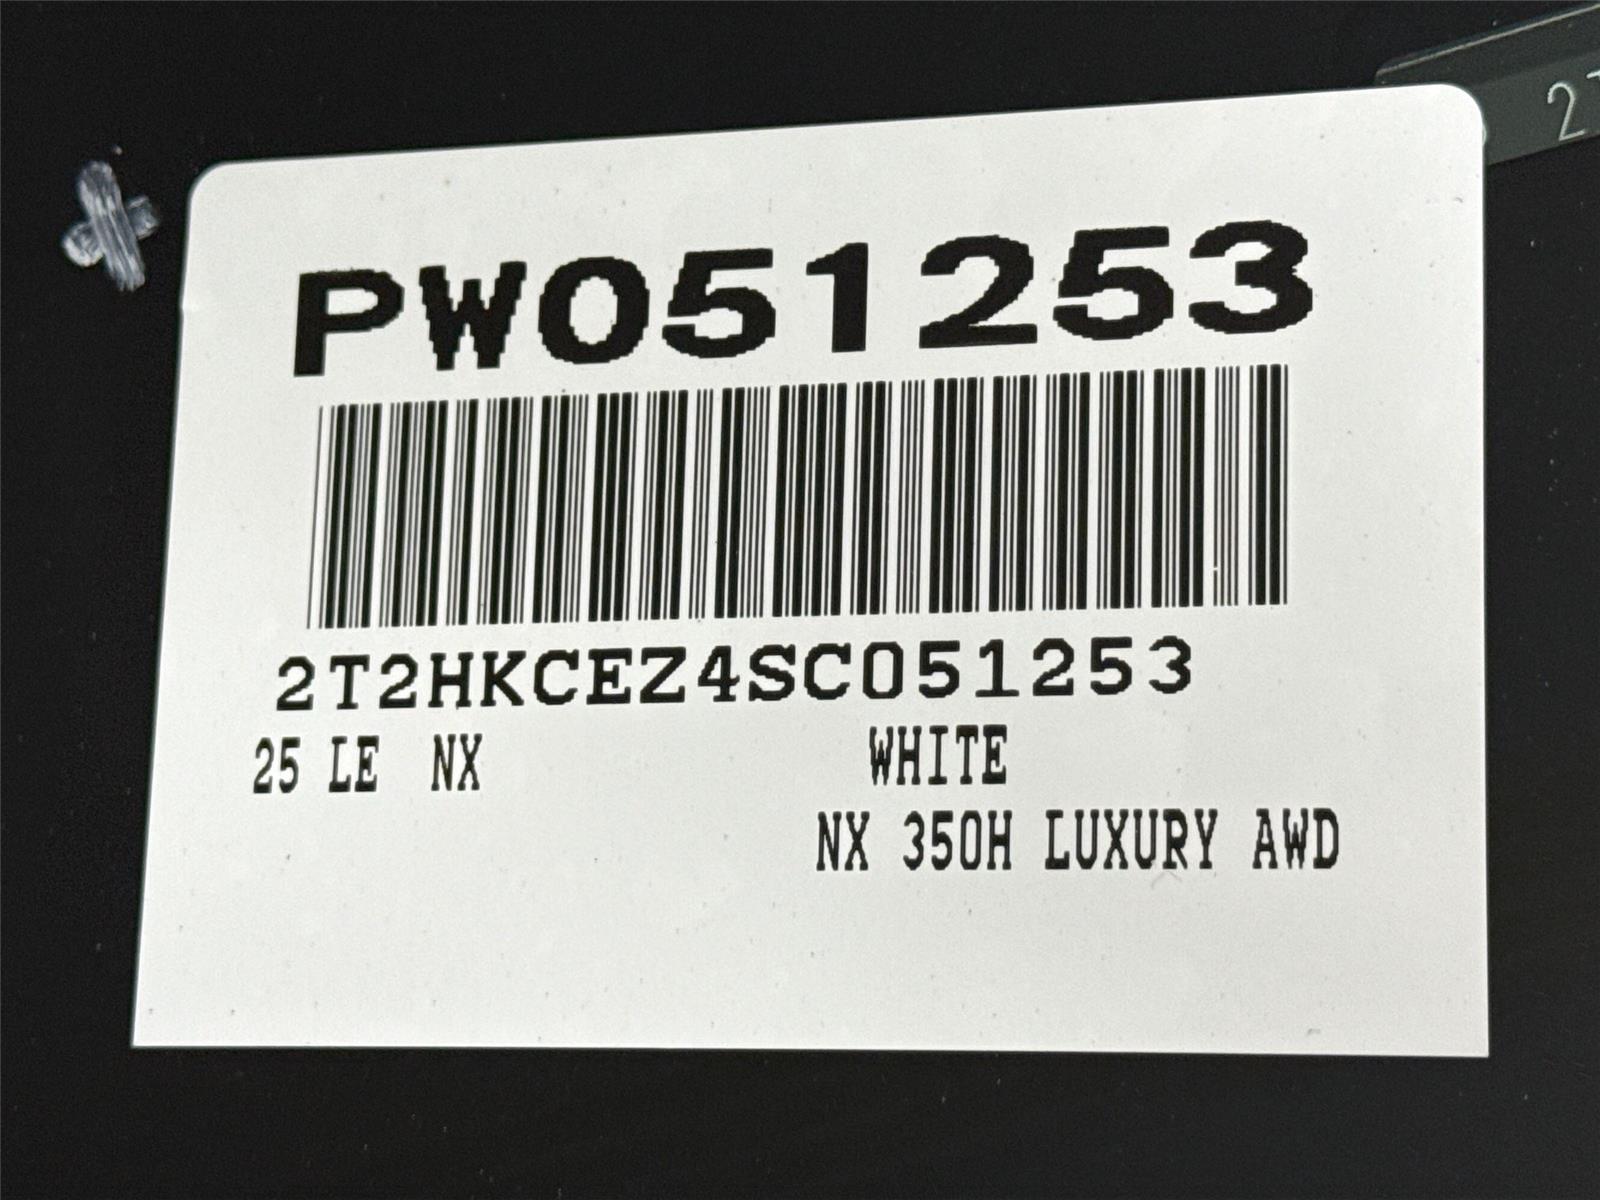 PW051253
2T2HKCEZ4SC051253
25 LE NX WHITE
NX 350H LUXURY AWD